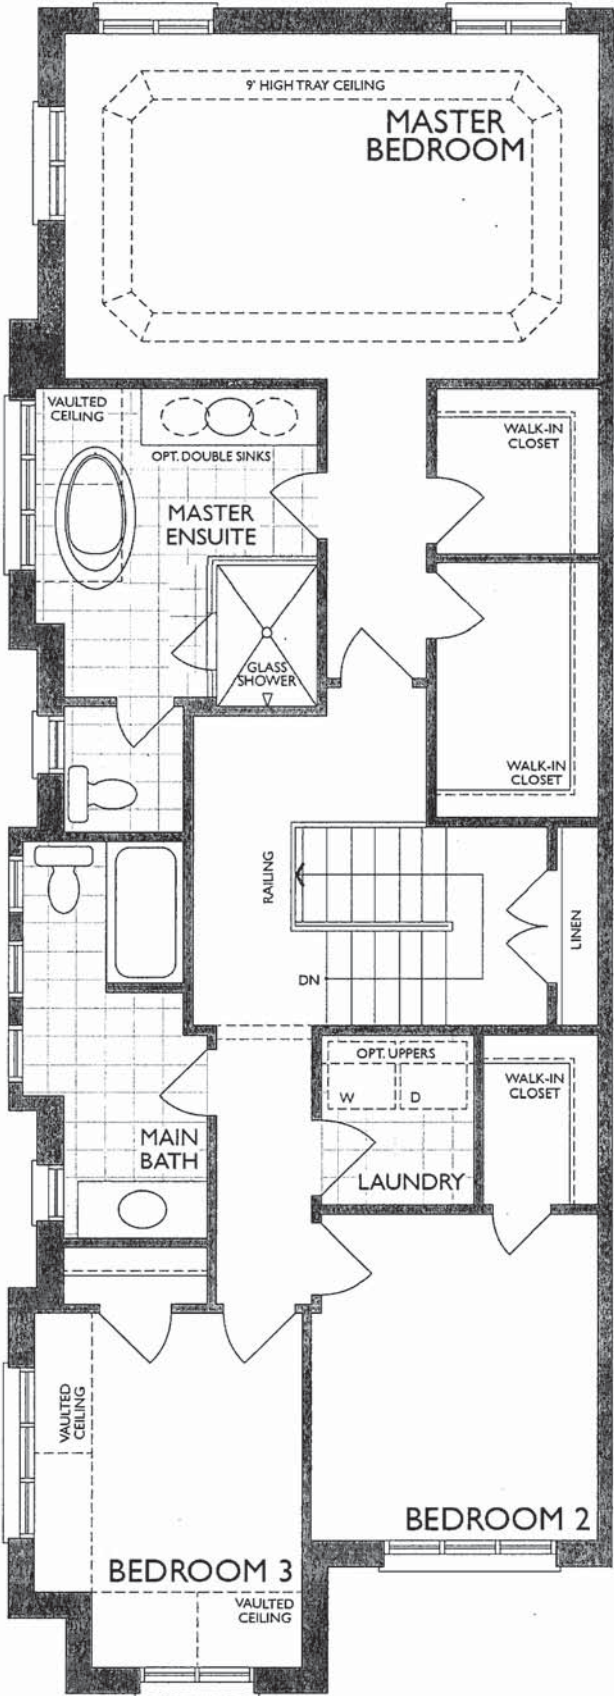 9' HIGH TRAY CEILING
MASTER
BEDROOM
VAULTED
CEILING
OPT. DOUBLE SINKS
WALK-IN
CLOSET
MASTER
ENSUITE
GLASS
SHOWER
WALK-IN
CLOSET
RAILING
LINEN
DN
OPT. UPPERS
W D
WALK-IN
CLOSET
MAIN
BATH
LAUNDRY
VAULTED
CEILING
BEDROOM 2
BEDROOM 3
VAULTED
CEILING